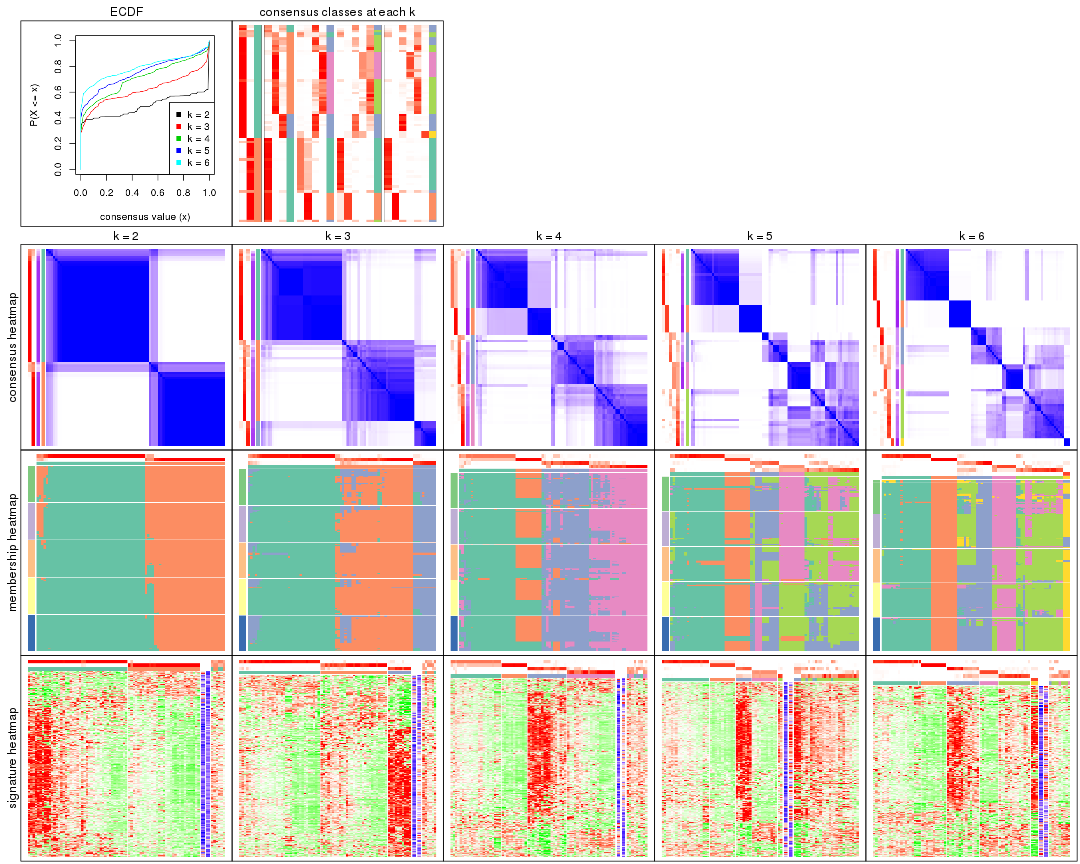 ECDF
consensus classes at each k
P(X <= x)
0.0 0.2 0.4 0.6 0.8 1.0
k = 2
k = 3
k = 4
k = 5
k = 6
0.0 0.2 0.4 0.6 0.8 1.0
consensus value (x)
k = 2
k = 3
k = 4
k = 5
k = 6
consensus heatmap
membership heatmap
signature heatmap